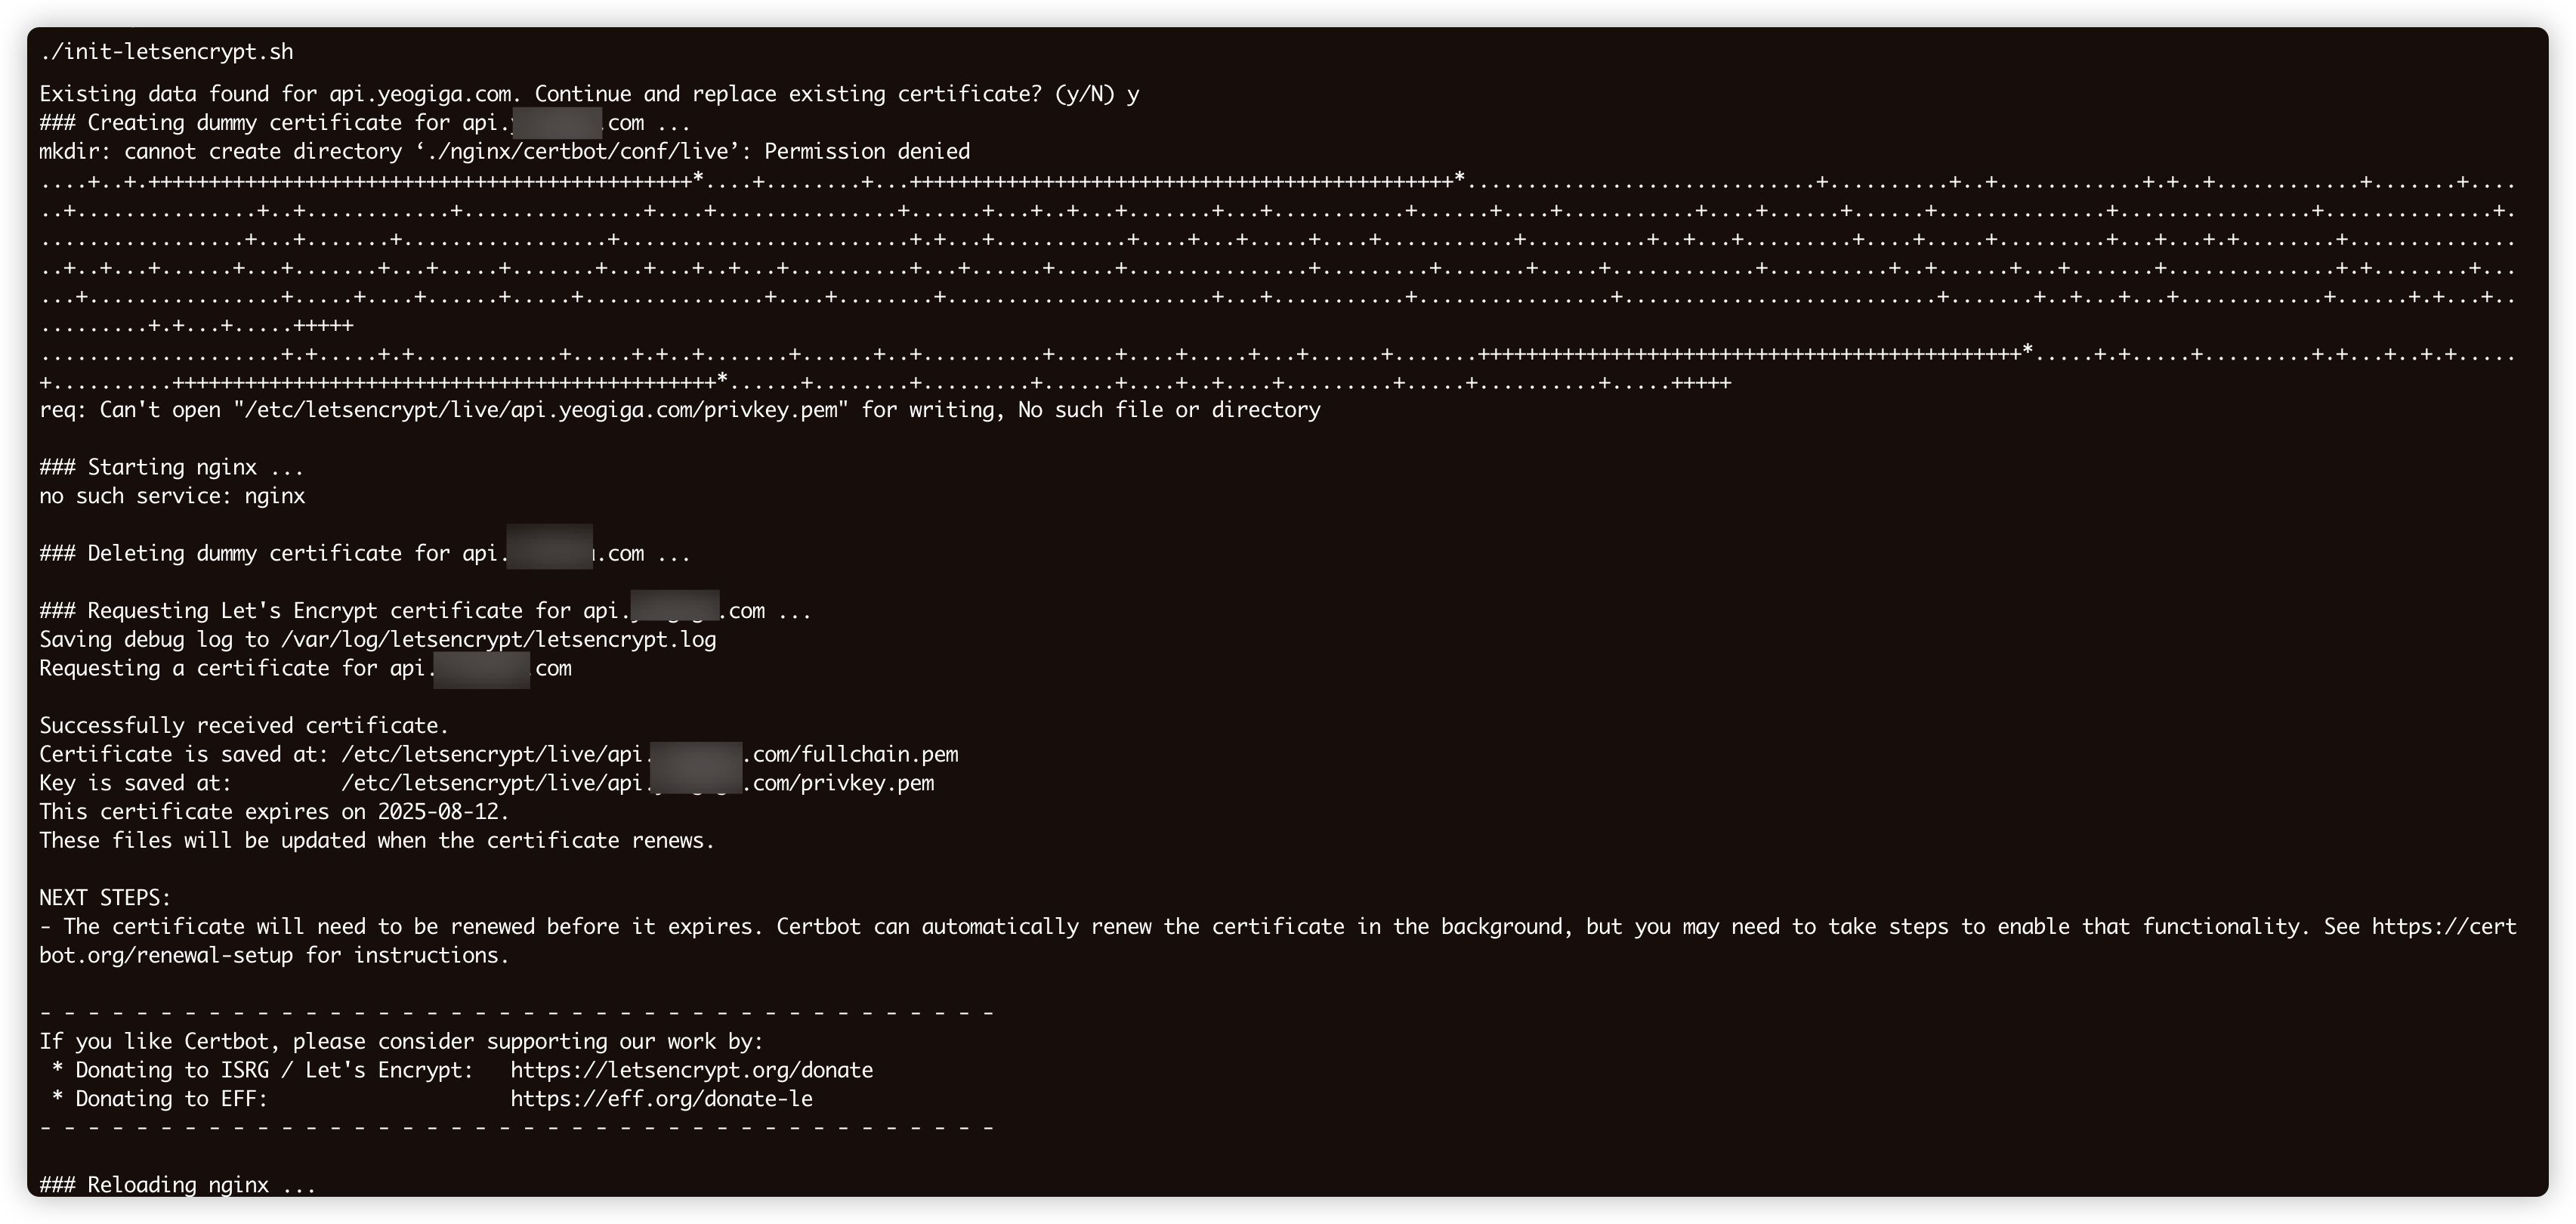 ./init-letsencrypt.sh
Existing data found for api.yeogiga.com. Continue and replace existing certificate? (y/N) y
### Creating dummy certificate for api. .com ...
mkdir: cannot create directory ‘./nginx/certbot/conf/live’: Permission denied
req: Can't open "/etc/letsencrypt/live/api.yeogiga.com/privkey.pem" for writing, No such file or directory
### Starting nginx ...
no such service: nginx
### Deleting dummy certificate for api. .com ...
### Requesting Let's Encrypt certificate for api. .com ...
Saving debug log to /var/log/letsencrypt/letsencrypt.log
Requesting a certificate for api. com
Successfully received certificate.
Certificate is saved at: /etc/letsencrypt/live/api. .com/fullchain.pem
Key is saved at: /etc/letsencrypt/live/api. .com/privkey.pem
This certificate expires on 2025-08-12.
These files will be updated when the certificate renews.
NEXT STEPS:
- The certificate will need to be renewed before it expires. Certbot can automatically renew the certificate in the background, but you may need to take steps to enable that functionality. See https://cert
bot.org/renewal-setup for instructions.
- - - - - - - - - - - - - - - - - - - - - - - - - - - - - - - - - - - - - - - -
If you like Certbot, please consider supporting our work by:
* Donating to ISRG / Let's Encrypt: https://letsencrypt.org/donate
* Donating to EFF: https://eff.org/donate-le
- - - - - - - - - - - - - - - - - - - - - - - - - - - - - - - - - - - - - - - -
### Reloading nginx ...